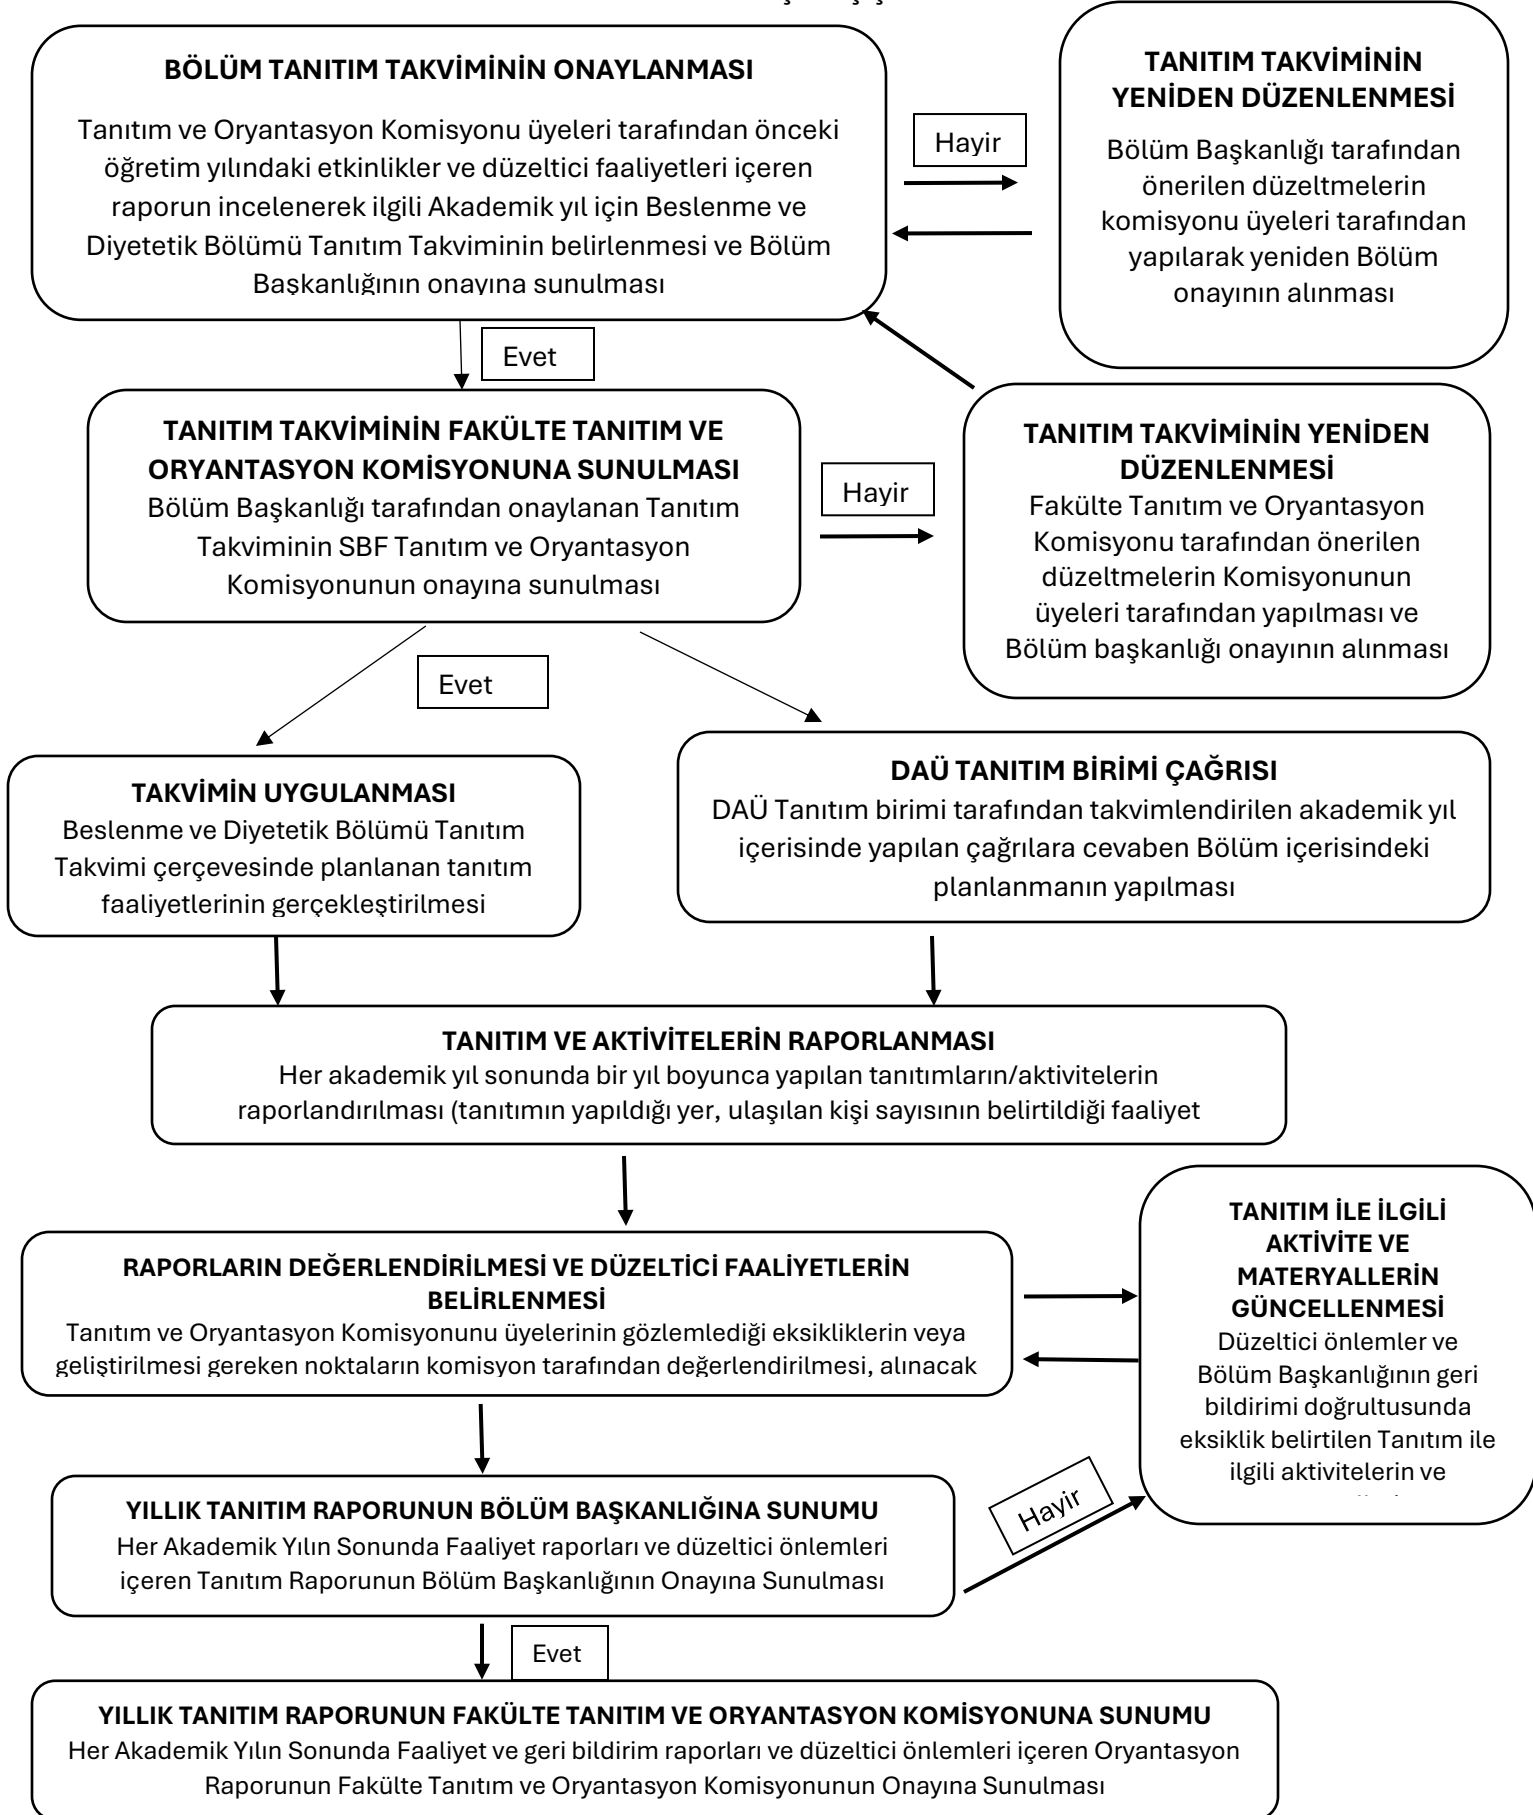 BÖLÜM TANITIM TAKVİMİNİN ONAYLANMASI
Tanıtım ve Oryantasyon Komisyonu üyeleri tarafından önceki
öğretim yılındaki etkinlikler ve düzeltici faaliyetleri içeren
raporun incelenerek ilgili Akademik yıl için Beslenme ve
Diyetetik Bölümü Tanıtım Takviminin belirlenmesi ve Bölüm
Başkanlığının onayına sunulması
Hayir
TANITIM TAKVİMİNİN
YENİDEN DÜZENLENMESİ
Bölüm Başkanlığı tarafından
önerilen düzeltmelerin
komisyonu üyeleri tarafından
yapılarak yeniden Bölüm
onayının alınması
Evet
TANITIM TAKVİMİNİN FAKÜLTE TANITIM VE
ORYANTASYON KOMİSYONUNA SUNULMASI
Bölüm Başkanlığı tarafından onaylanan Tanıtım
Takviminin SBF Tanıtım ve Oryantasyon
Komisyonunun onayına sunulması
Hayir
TANITIM TAKVİMİNİN YENİDEN
DÜZENLENMESİ
Fakülte Tanıtım ve Oryantasyon
Komisyonu tarafından önerilen
düzeltmelerin Komisyonunun
üyeleri tarafından yapılması ve
Bölüm başkanlığı onayının alınması
Evet
TAKVİMİN UYGULANMASI
Beslenme ve Diyetetik Bölümü Tanıtım
Takvimi çerçevesinde planlanan tanıtım
faaliyetlerinin gerçekleştirilmesi
DAÜ TANITIM BİRİMİ ÇAĞRISI
DAÜ Tanıtım birimi tarafından takvimlendirilen akademik yıl
içerisinde yapılan çağrılara cevaben Bölüm içerisindeki
planlanmanın yapılması
TANITIM VE AKTİVİTELERİN RAPORLANMASI
Her akademik yıl sonunda bir yıl boyunca yapılan tanıtımların/aktivitelerin
raporlandırılması (tanıtımın yapıldığı yer, ulaşılan kişi sayısının belirtildiği faaliyet
RAPORLARIN DEĞERLENDİRİLMESİ VE DÜZELTİCİ FAALİYETLERİN
BELİRLENMESİ
Tanıtım ve Oryantasyon Komisyonunu üyelerinin gözlemlediği eksikliklerin veya
geliştirilmesi gereken noktaların komisyon tarafından değerlendirilmesi, alınacak
TANITIM İLE İLGİLİ
AKTİVİTE VE
MATERYALLERİN
GÜNCELLENMESİ
Düzeltici önlemler ve
Bölüm Başkanlığının geri
bildirimi doğrultusunda
eksiklik belirtilen Tanıtım ile
ilgili aktivitelerin ve
YILLIK TANITIM RAPORUNUN BÖLÜM BAŞKANLIĞINA SUNUMU
Her Akademik Yılın Sonunda Faaliyet raporları ve düzeltici önlemleri
içeren Tanıtım Raporunun Bölüm Başkanlığının Onayına Sunulması
Hayir
Evet
YILLIK TANITIM RAPORUNUN FAKÜLTE TANITIM VE ORYANTASYON KOMİSYONUNA SUNUMU
Her Akademik Yılın Sonunda Faaliyet ve geri bildirim raporları ve düzeltici önlemleri içeren Oryantasyon
Raporunun Fakülte Tanıtım ve Oryantasyon Komisyonunun Onayına Sunulması